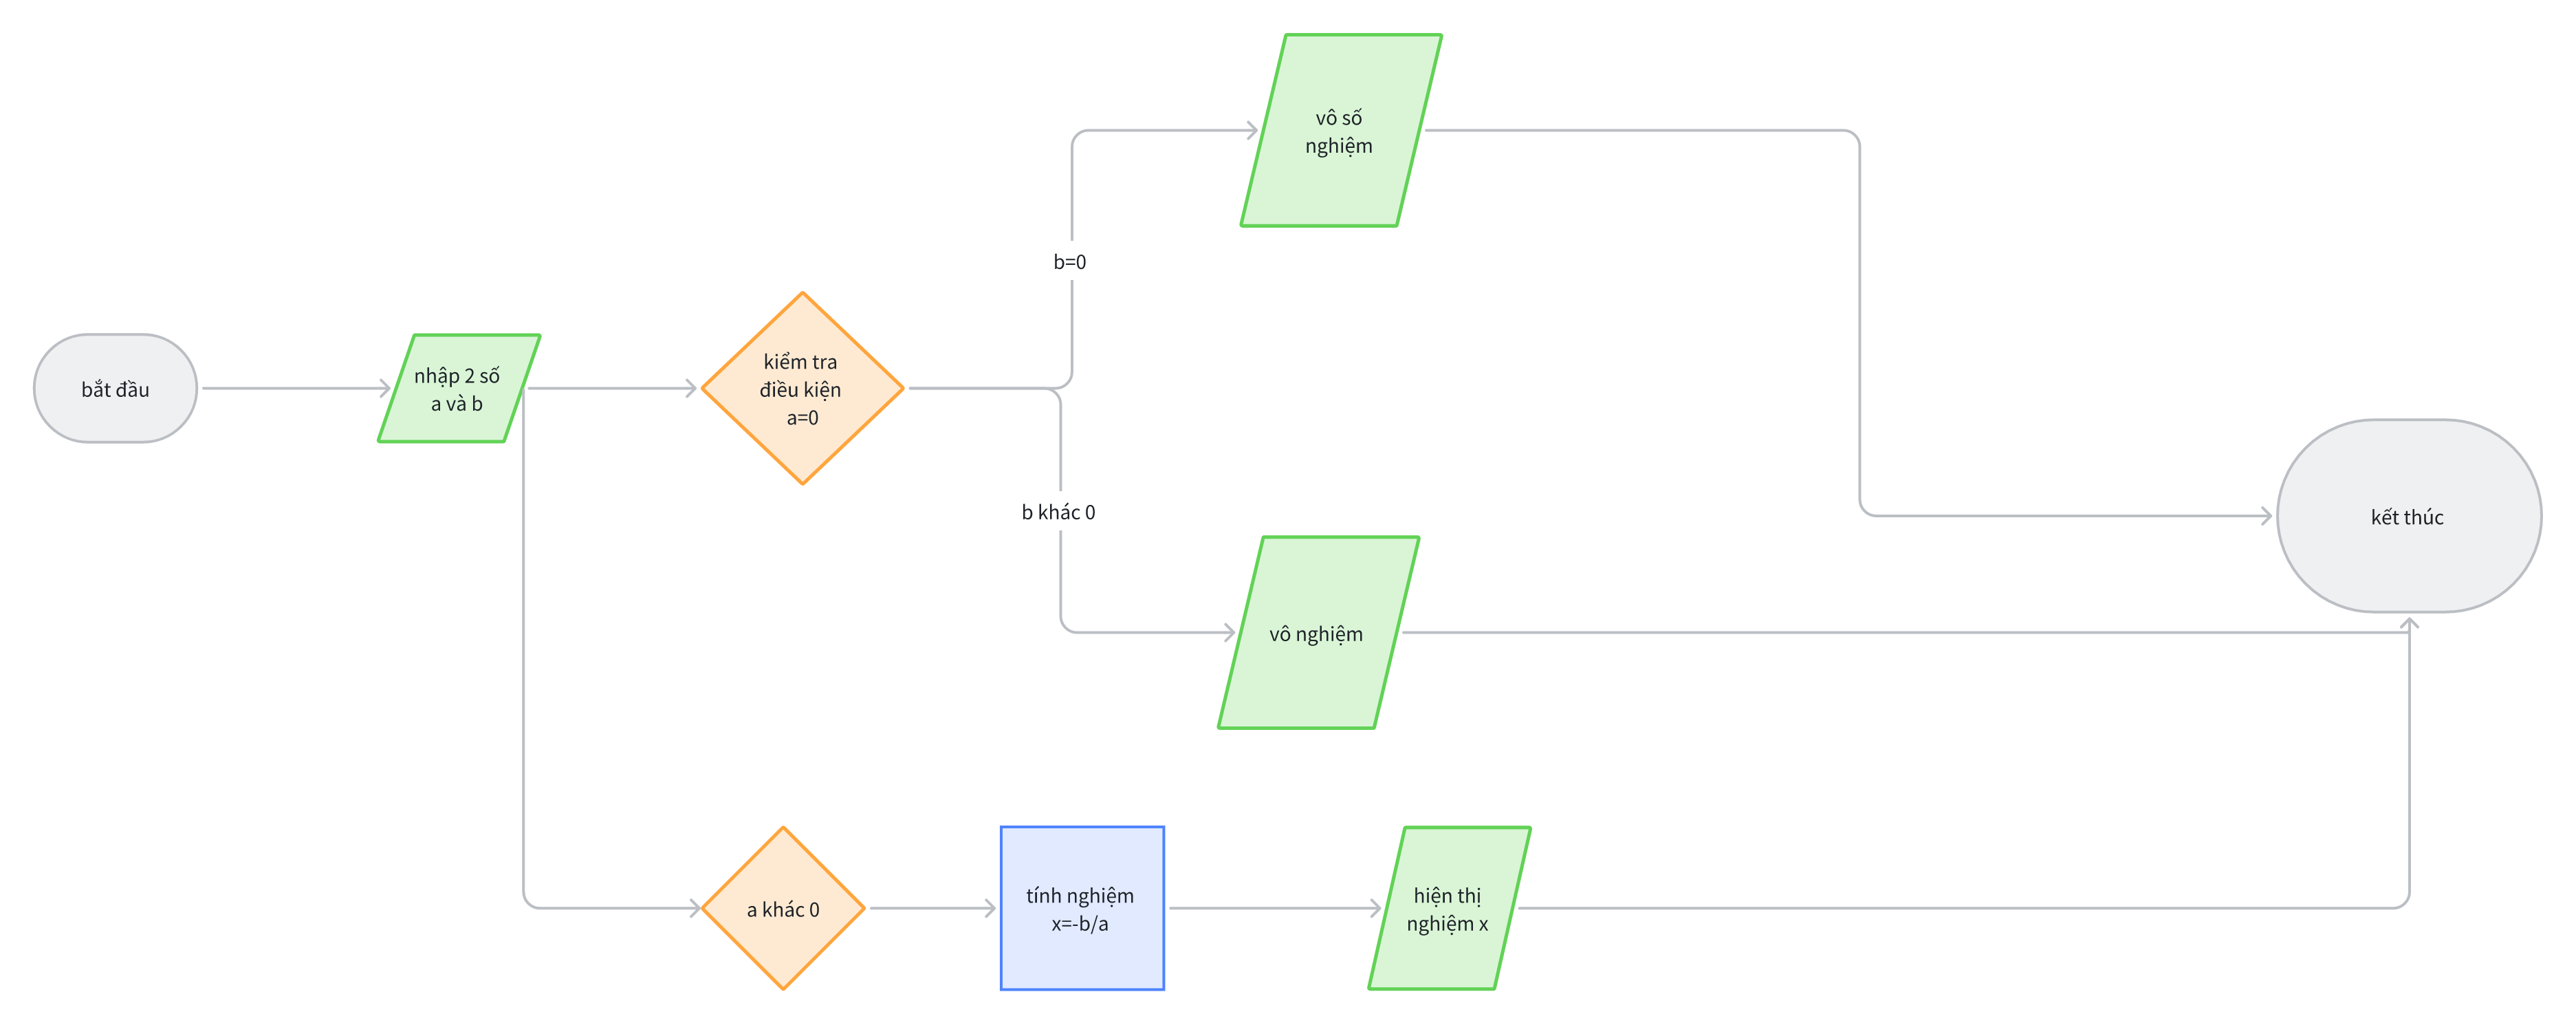 vô số
nghiệm
b=0
bắt đầu
nhập 2 số
a và b
kiểm tra
điều kiện
a=0
b khác 0
kết thúc
vô nghiệm
a khác 0
tính nghiệm
x=-b/a
hiện thị
nghiệm x